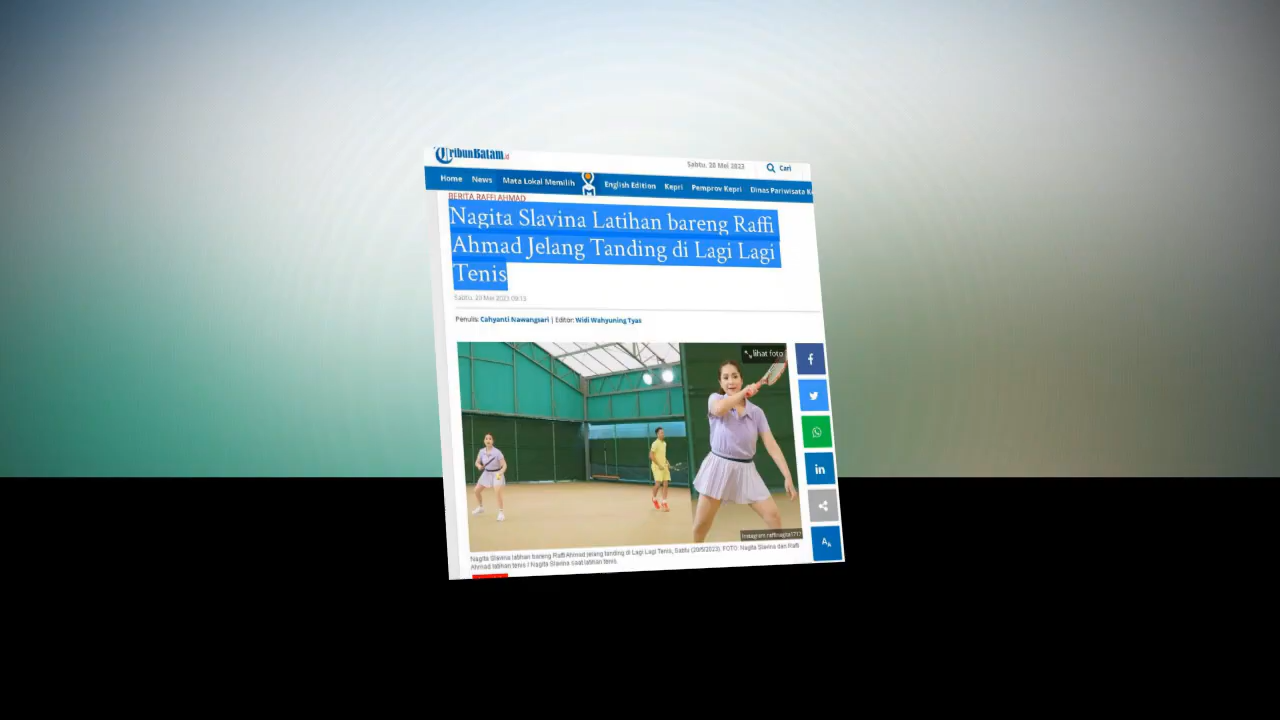 TribunBatam.id
Sabtu, 20 Mei 2023
Cari
Home News Mata Lokal Memilih English Edition Kepri Pemprov Kepri Dinas Pariwisata K
BERITA RAFFI AHMAD
Nagita Slavina Latihan bareng Raffi
Ahmad Jelang Tanding di Lagi Lagi
Tenis
Sabtu, 20 Mei 2023 09:13
Penulis: Cahyanti Nawangsari | Editor: Widi Wahyuning Tyas
lihat foto
f
in
Instagram.raffinagita1717
AA
Nagita Slavina latihan bareng Raffi Ahmad jelang tanding di Lagi Lagi Tenis, Sabtu (20/5/2023). FOTO: Nagita Slavina dan Raffi
Ahmad latihan tenis / Nagita Slavina saat latihan tenis.